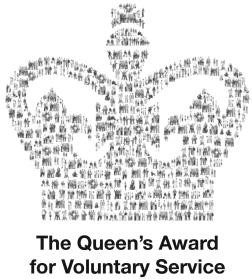 The Queen's Award
for Voluntary Service